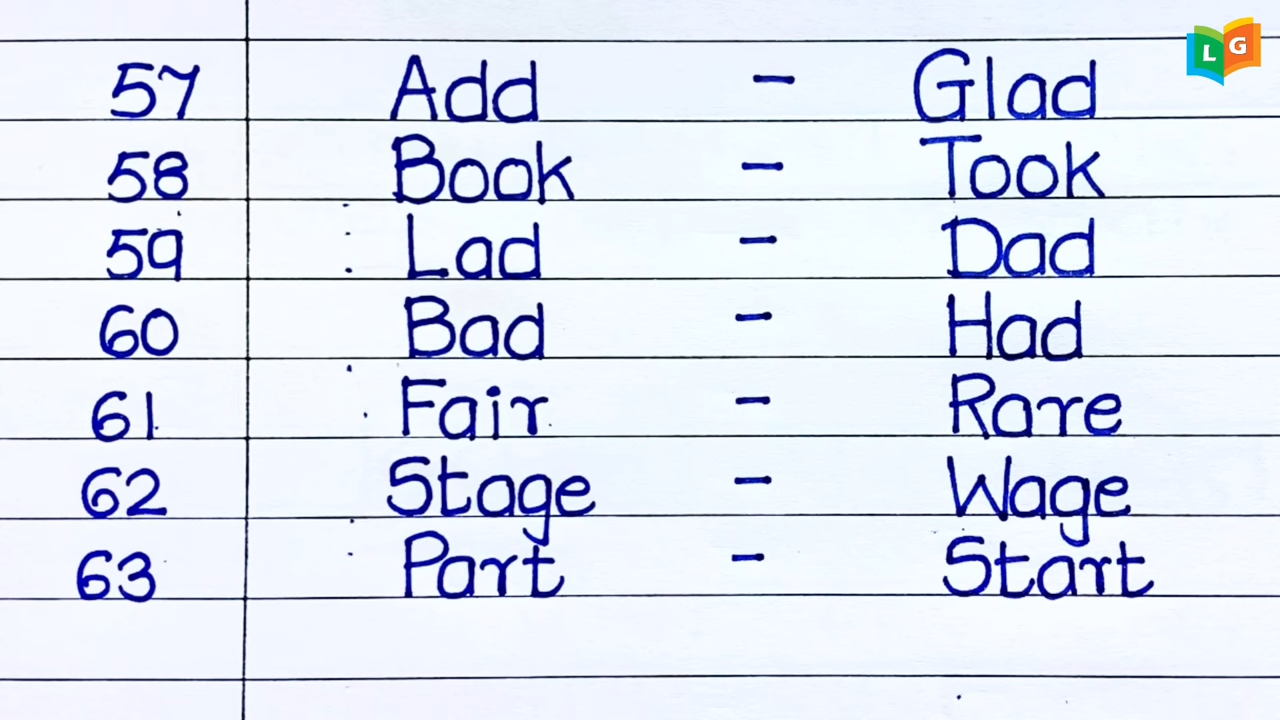 LG
57 Add - Glad
58 Book - Took
59 Lad - Dad
60 Bad - Had
61 Fair - Rare
62 Stage - Wage
63 Part - Start